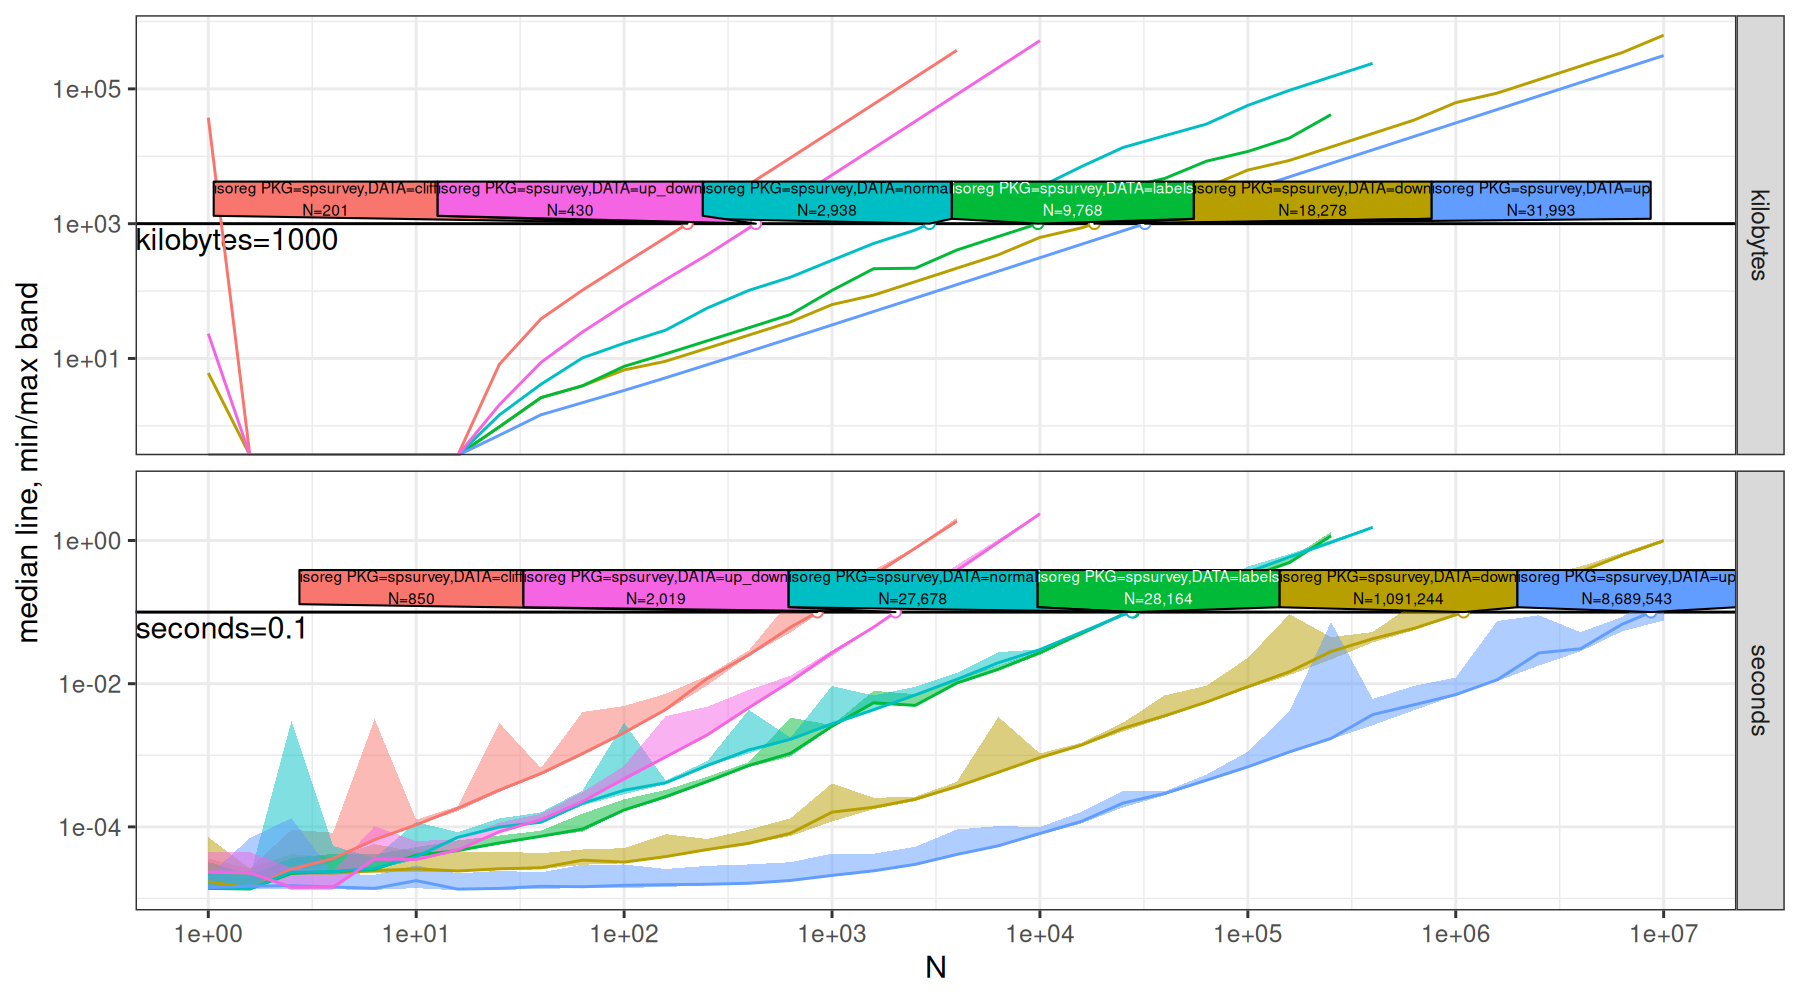 median line, min/max band
1e+05
1e+03
1e+01
kilobytes=1000
isoreg PKG=spsurvey,DATA=cliff
N=201
isoreg PKG=spsurvey,DATA=up_down
N=430
isoreg PKG=spsurvey,DATA=normal
N=2,938
isoreg PKG=spsurvey,DATA=labels
N=9,768
isoreg PKG=spsurvey,DATA=down
N=18,278
isoreg PKG=spsurvey,DATA=up
N=31,993
kilobytes
1e+00
1e-02
1e-04
seconds=0.1
isoreg PKG=spsurvey,DATA=cliff
N=850
isoreg PKG=spsurvey,DATA=up_down
N=2,019
isoreg PKG=spsurvey,DATA=normal
N=27,678
isoreg PKG=spsurvey,DATA=labels
N=28,164
isoreg PKG=spsurvey,DATA=down
N=1,091,244
isoreg PKG=spsurvey,DATA=up
N=8,689,543
seconds
1e+00
1e+01
1e+02
1e+03
1e+04
1e+05
1e+06
1e+07
N